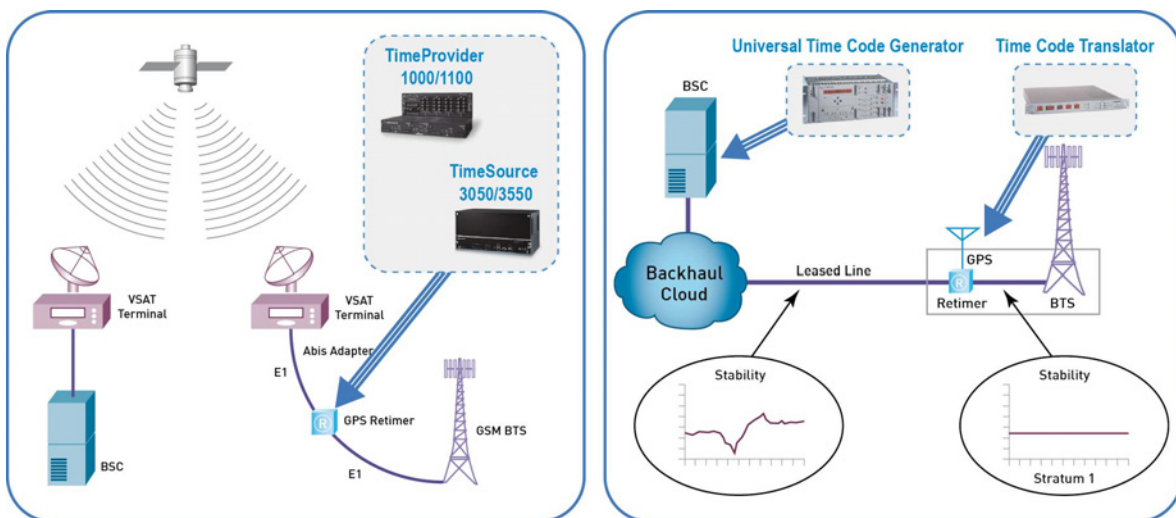 TimeProvider
1000/1100
TimeSource
3050/3550
VSAT
Terminal
VSAT
Terminal
Abis Adapter
E1
R
GPS Retimer
GSM BTS
E1
BSC
Universal Time Code Generator
Time Code Translator
BSC
Backhaul
Cloud
Leased Line
GPS
R
Retimer
BTS
Stability
Stability
Stratum 1